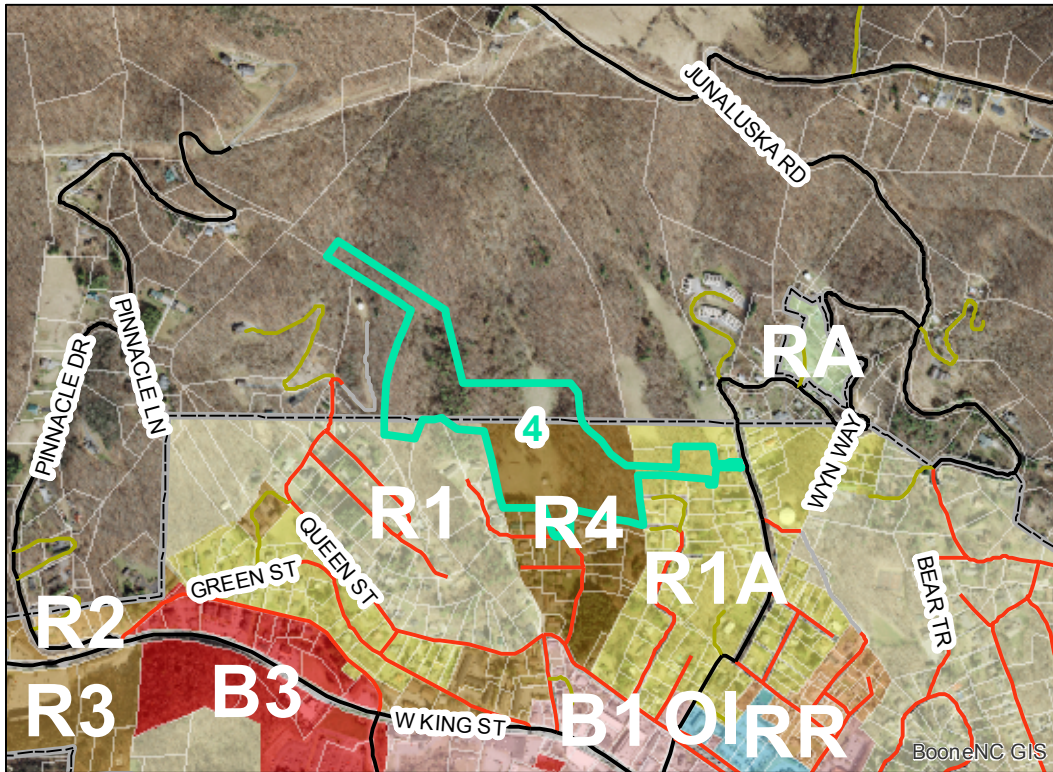 JUNALUSKA RD
PINNACLE DR
PINNACLE LN
RA
4
WYN WAY
R1
R4
QUEEN ST
GREEN ST
R1A
BEAR TR
R2
B3
R3
W KING ST
B1
OI
RR
BooneNC GIS